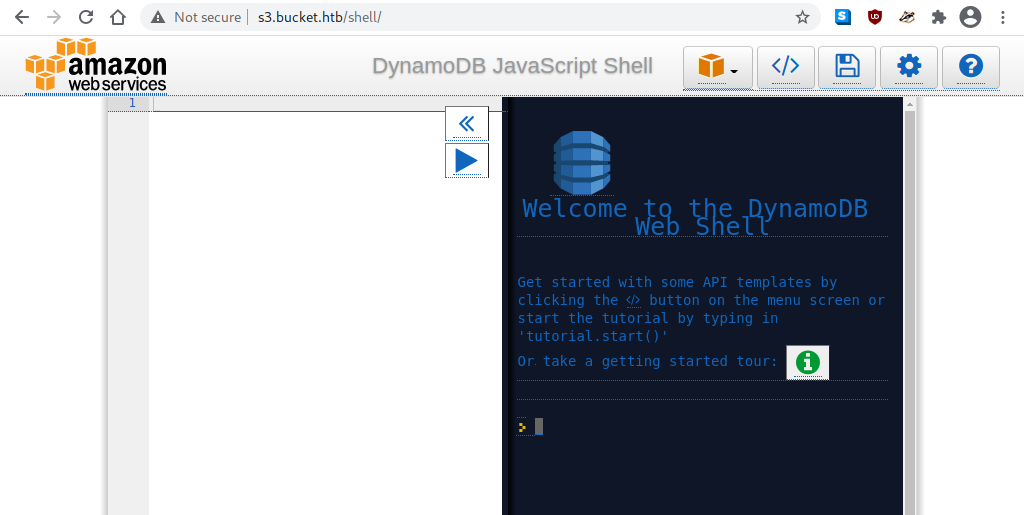 Not secure s3.bucket.htb/shell/
amazon
web services
DynamoDB JavaScript Shell
1
Welcome to the DynamoDB
Web Shell
Get started with some API templates by
clicking the </> button on the menu screen or
start the tutorial by typing in
'tutorial.start()'
Or take a getting started tour:
>